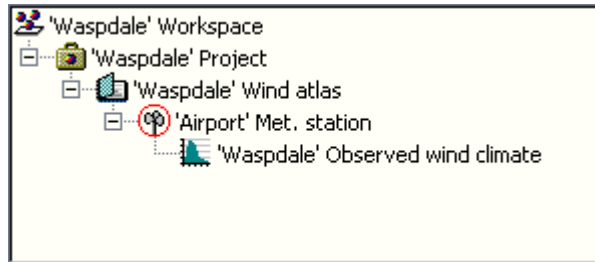 'Waspdale' Workspace
'Waspdale' Project
'Waspdale' Wind atlas
'Airport' Met. station
'Waspdale' Observed wind climate